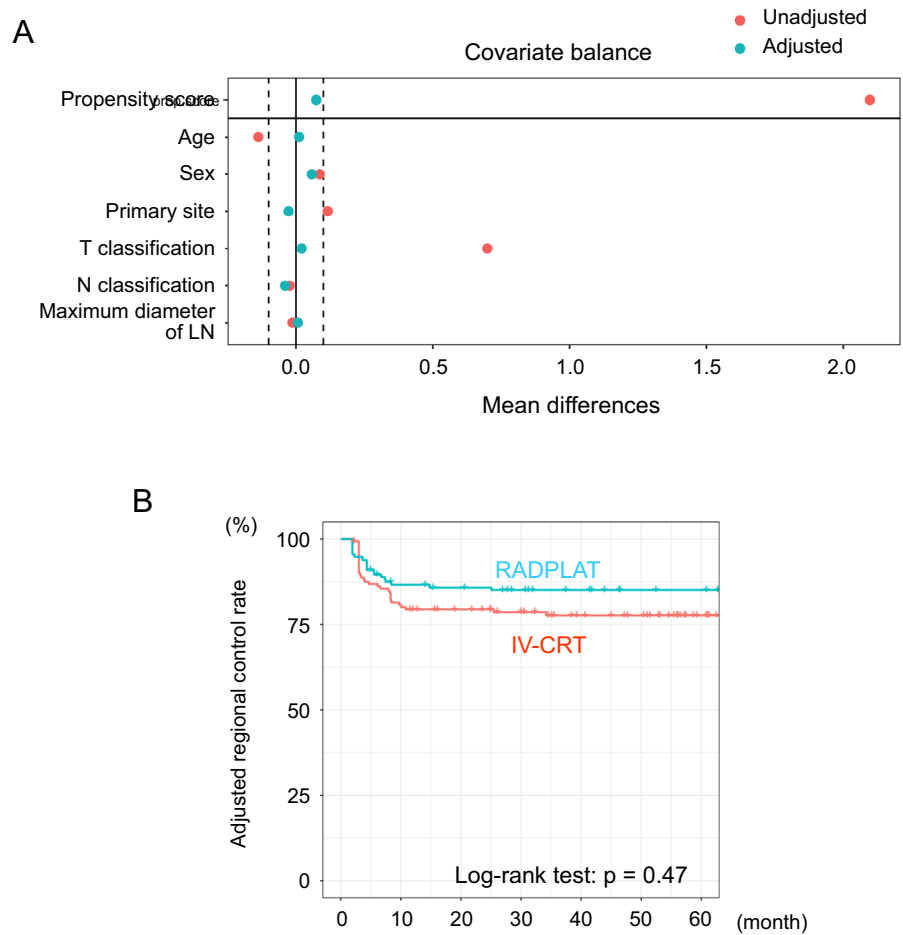 A
Unadjusted
Adjusted
Covariate balance
Propensity score
prop.score
Age
Sex
Primary site
T classification
N classification
Maximum diameter
of LN
0.0 0.5 1.0 1.5 2.0
Mean differences
B
(%)
100
75
50
25
0
Adjusted regional control rate
RADPLAT
IV-CRT
Log-rank test: p = 0.47
0 10 20 30 40 50 60 (month)